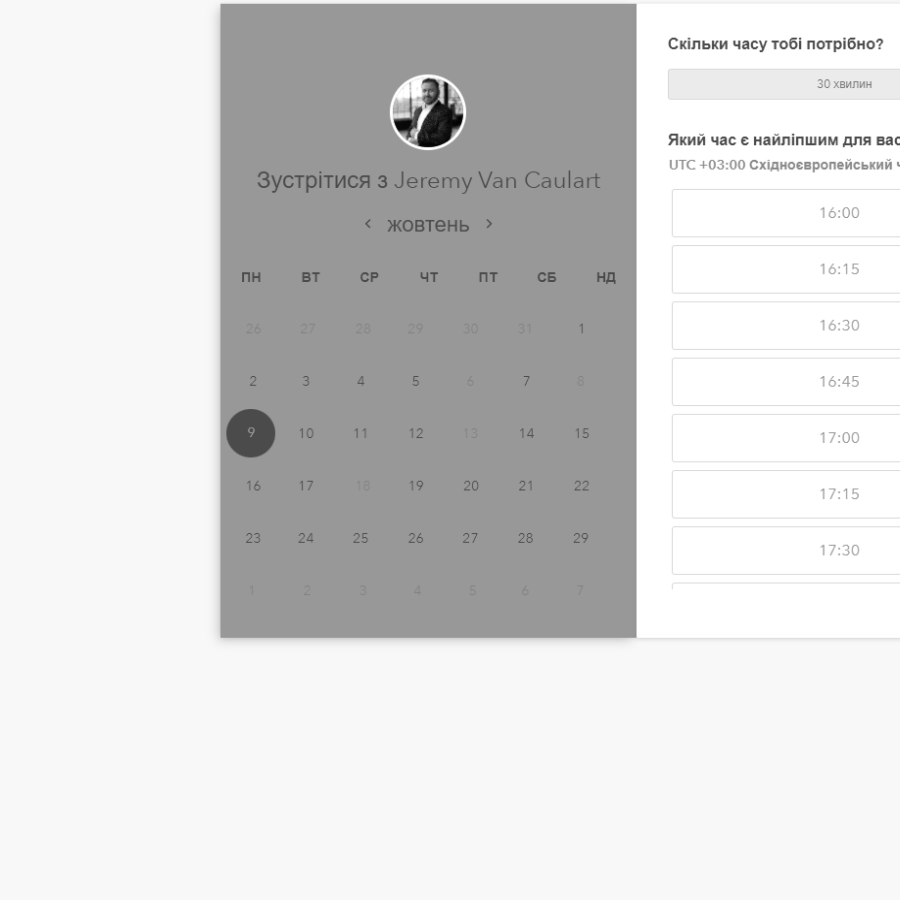 Зустрітися з Jeremy Van Caulart
‹ жовтень ›
ПН ВТ СР ЧТ ПТ СБ НД
26 27 28 29 30 31 1
2 3 4 5 6 7 8
9 10 11 12 13 14 15
16 17 18 19 20 21 22
23 24 25 26 27 28 29
1 2 3 4 5 6 7
Скільки часу тобі потрібно?
30 хвилин
Який час є найліпшим для вас
UTC +03:00 Східноєвропейський ч
16:00
16:15
16:30
16:45
17:00
17:15
17:30